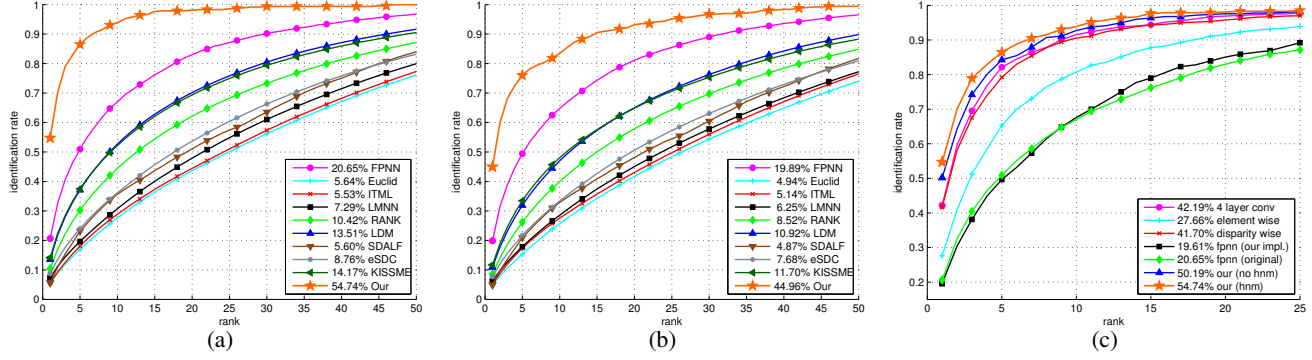 1
0.9
0.8
0.7
0.6
0.5
0.4
0.3
0.2
0.1
0
identification rate
0 5 10 15 20 25 30 35 40 45 50
rank
20.65% FPNN
5.64% Euclid
5.53% ITML
7.29% LMNN
10.42% RANK
13.51% LDM
5.60% SDALF
8.76% eSDC
14.17% KISSME
54.74% Our
(a)
1
0.9
0.8
0.7
0.6
0.5
0.4
0.3
0.2
0.1
0
identification rate
0 5 10 15 20 25 30 35 40 45 50
rank
19.89% FPNN
4.94% Euclid
5.14% ITML
6.25% LMNN
8.52% RANK
10.92% LDM
4.87% SDALF
7.68% eSDC
11.70% KISSME
44.96% Our
(b)
1
0.9
0.8
0.7
0.6
0.5
0.4
0.3
0.2
0.1
identification rate
0 5 10 15 20 25
rank
42.19% 4 layer conv
27.66% element wise
41.70% disparity wise
19.61% fpnn (our impl.)
20.65% fpnn (original)
50.19% our (no hnm)
54.74% our (hnm)
(c)